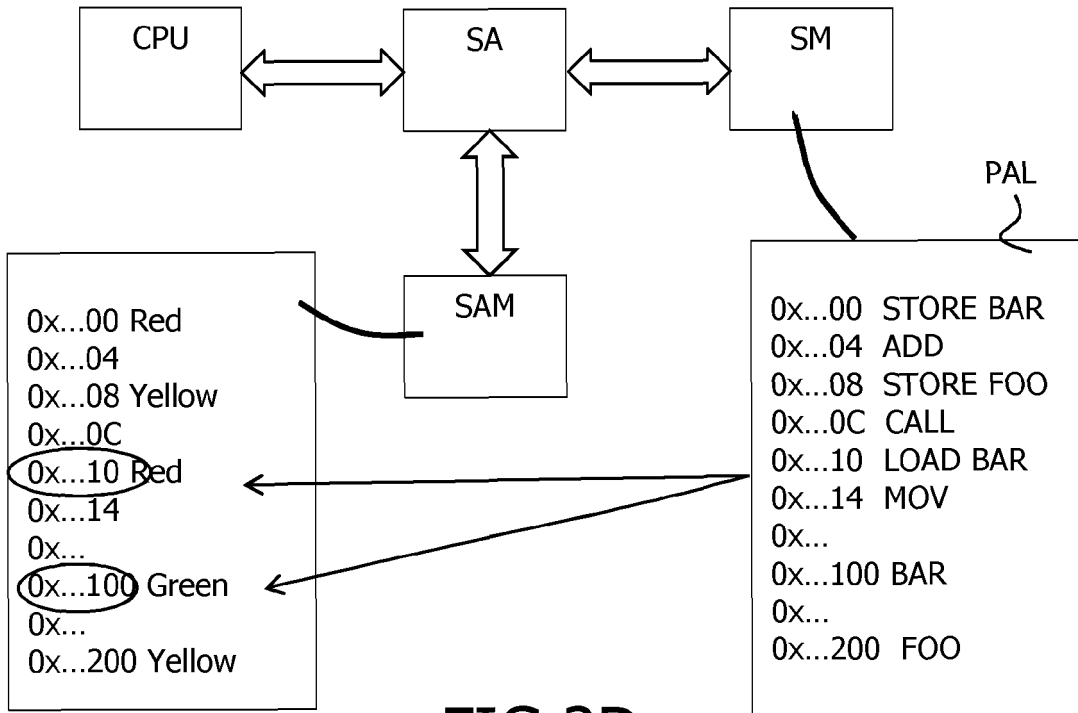 CPU
SA
SM
PAL
SAM
0x...00 Red
0x...04
0x...08 Yellow
0x...0C
0x...10 Red
0x...14
0x...
0x...100 Green
0x...
0x...200 Yellow
0x...00 STORE BAR
0x...04 ADD
0x...08 STORE FOO
0x...0C CALL
0x...10 LOAD BAR
0x...14 MOV
0x...
0x...100 BAR
0x...
0x...200 FOO